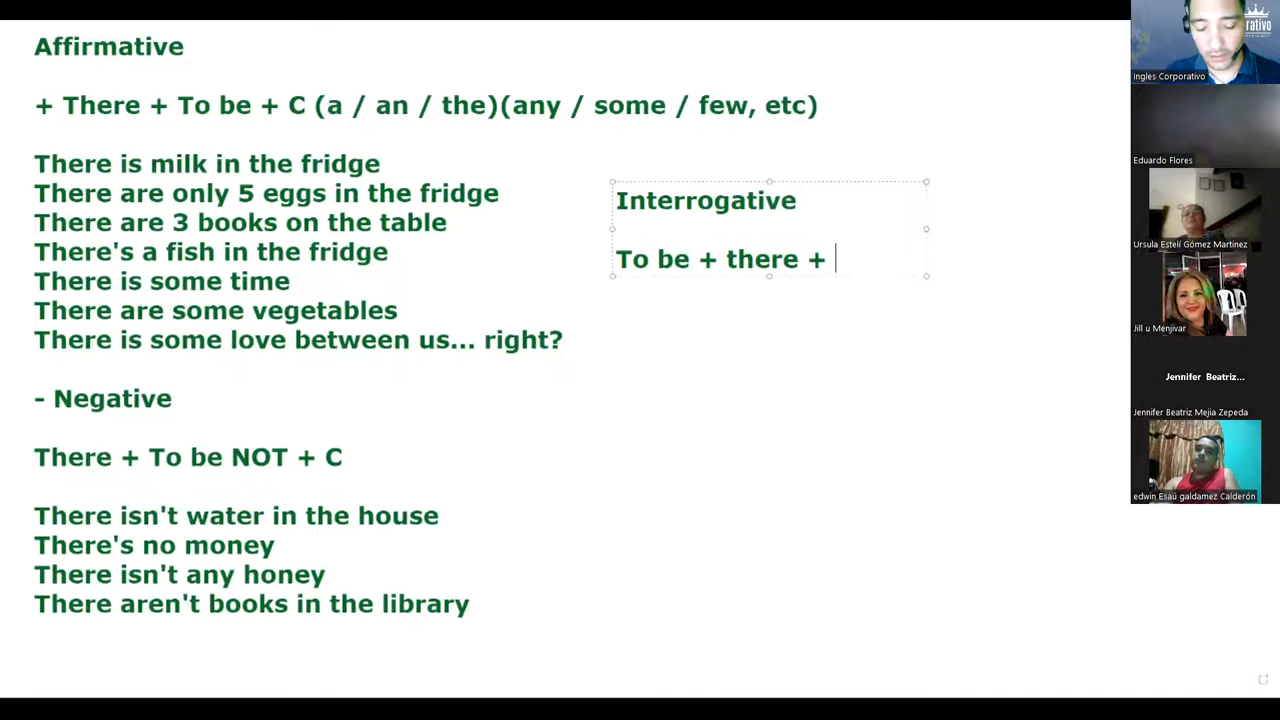 Affirmative
+ There + To be + C (a / an / the)(any / some / few, etc)
There is milk in the fridge
There are only 5 eggs in the fridge
There are 3 books on the table
There's a fish in the fridge
There is some time
There are some vegetables
There is some love between us... right?
- Negative
There + To be NOT + C
There isn't water in the house
There's no money
There isn't any honey
There aren't books in the library
Interrogative
To be + there +
rativo
Ingles Corporativo
Eduardo Flores
Ursula Estelí Gómez Martinez
Jill u Menjivar
Jennifer Beatriz...
Jennifer Beatriz Mejia Zepeda
edwin Esaú galdamez Calderón